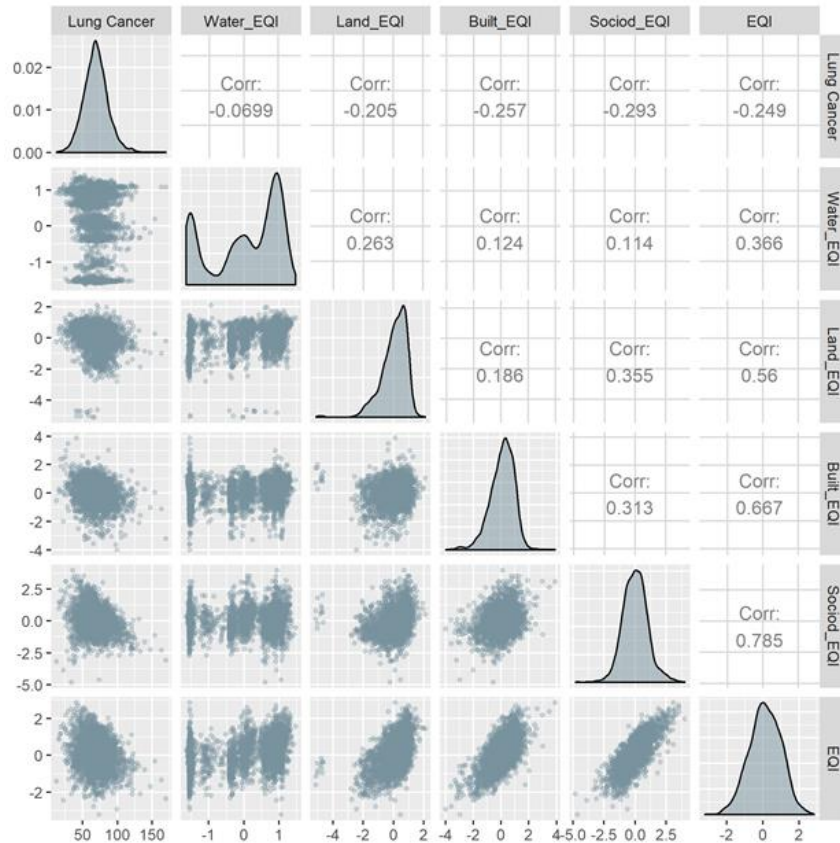 Lung Cancer Water_EQI Land_EQI Built_EQI Sociod_EQI EQI
0.02
0.01
0.00
Corr:
-0.0699
Corr:
-0.205
Corr:
-0.257
Corr:
-0.293
Corr:
-0.249
Lung Cancer
1
0
-1
Corr:
0.263
Corr:
0.124
Corr:
0.114
Corr:
0.366
Water_EQI
2
0
-2
-4
Corr:
0.186
Corr:
0.355
Corr:
0.56
Land_EQI
4
2
0
-2
-4
Corr:
0.313
Corr:
0.667
Built_EQI
2.5
0.0
-2.5
-5.0
Corr:
0.785
Sociod_EQI
2
0
-2
EQI
50 100 150 -1 0 1 -4 -2 0 2 -4 -2 0 2 4 -5.0 -2.5 0.0 2.5 -2 0 2